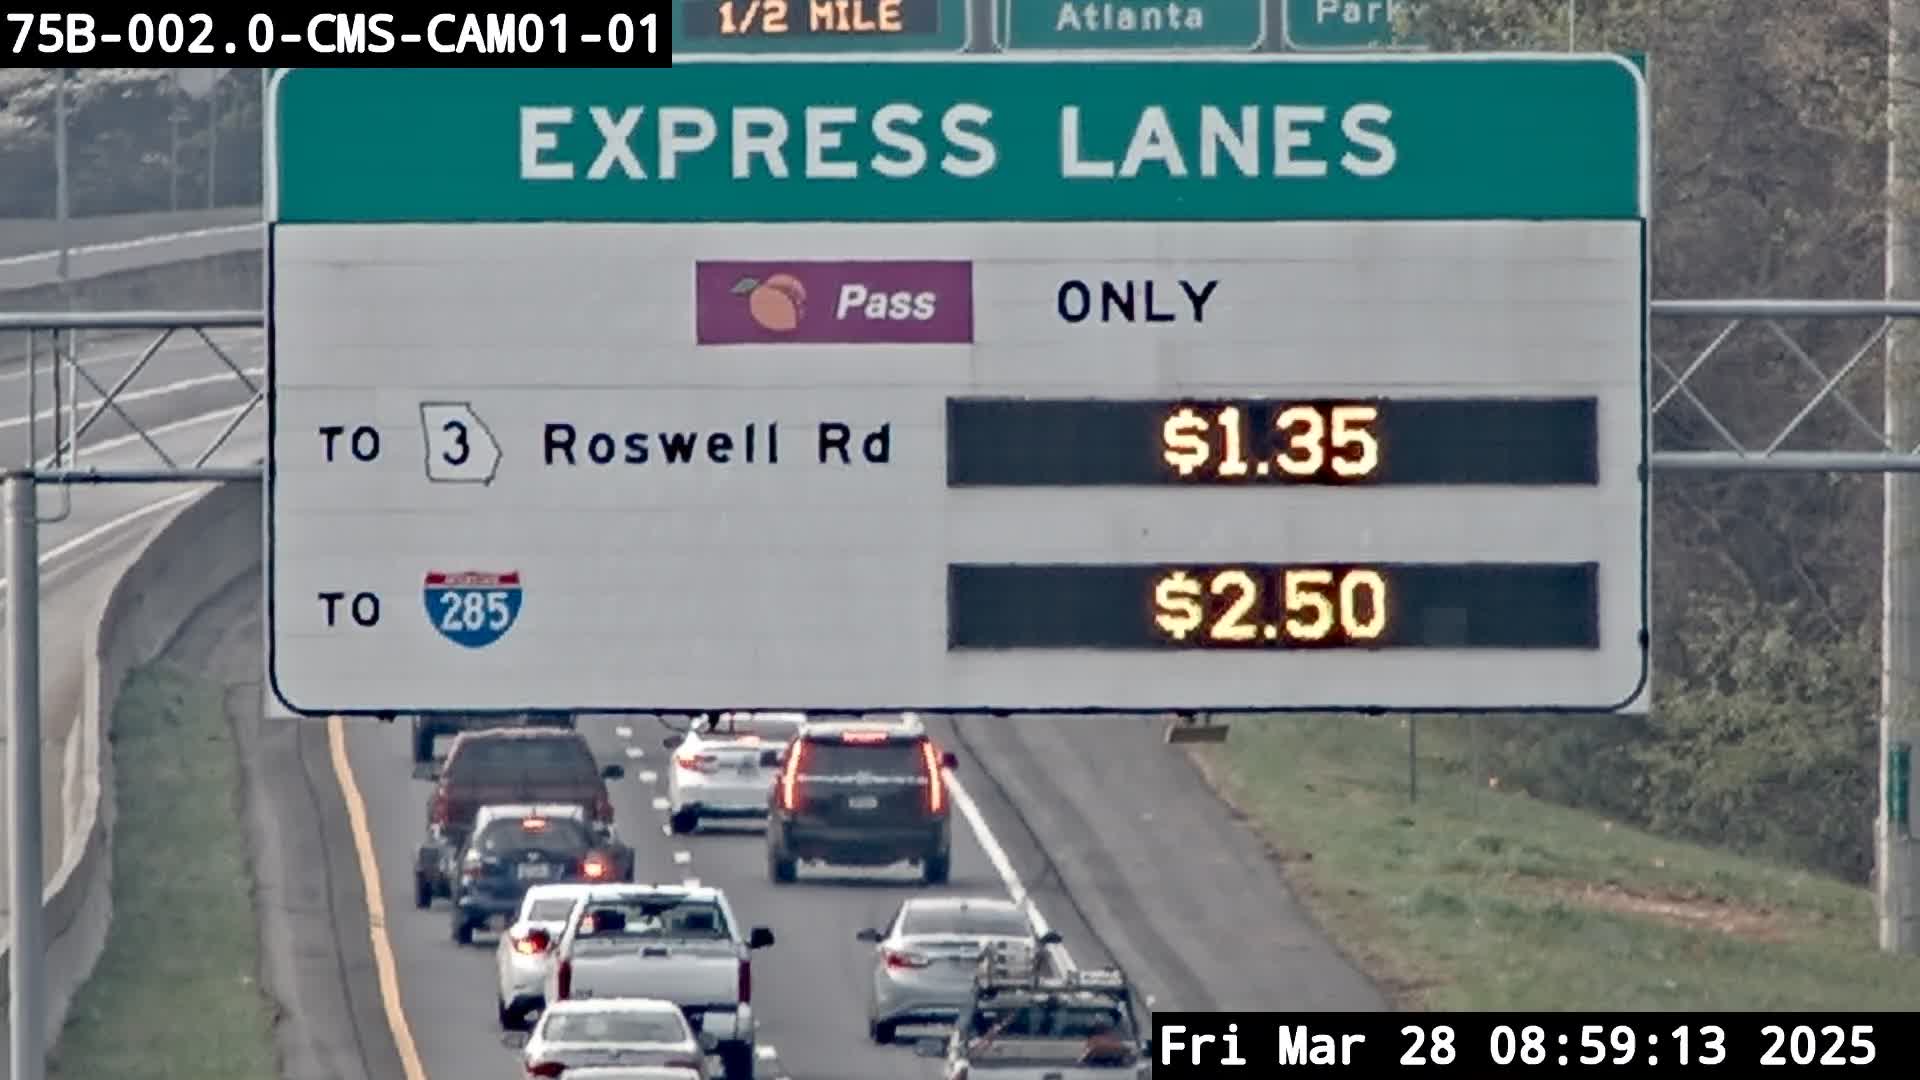 75B-002.0-CMS-CAM01-01
1/2 MILE
Atlanta
EXPRESS LANES
Pass ONLY
TO 3 Roswell Rd $1.35
TO 285 $2.50
Fri Mar 28 08:59:13 2025